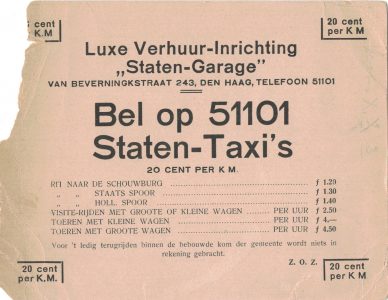 cent
r K.M
20 cent
per K M
Luxe Verhuur-Inrichting
„Staten-Garage”
VAN BEVERNINGKSTRAAT 243, DEN HAAG, TELEFOON 51101
Bel op 51101
Staten-Taxi's
20 CENT PER K M.
RIT NAAR DE SCHOUWBURG ƒ 1.20
„ „ STAATS SPOOR ƒ 1.30
„ „ HOLL. SPOOR ƒ 1.40
VISITE-RIJDEN MET GROOTE OF KLEINE WAGEN PER UUR ƒ 2.50
TOEREN MET KLEINE WAGEN PER UUR ƒ 4.—
TOEREN MET GROOTE WAGEN PER UUR ƒ 4.50
Voor 't ledig terugrijden binnen de bebouwde kom der gemeente wordt niets in
rekening gebracht.
Z. O. Z.
20 cent
per K.M.
20 cent
per K.M.